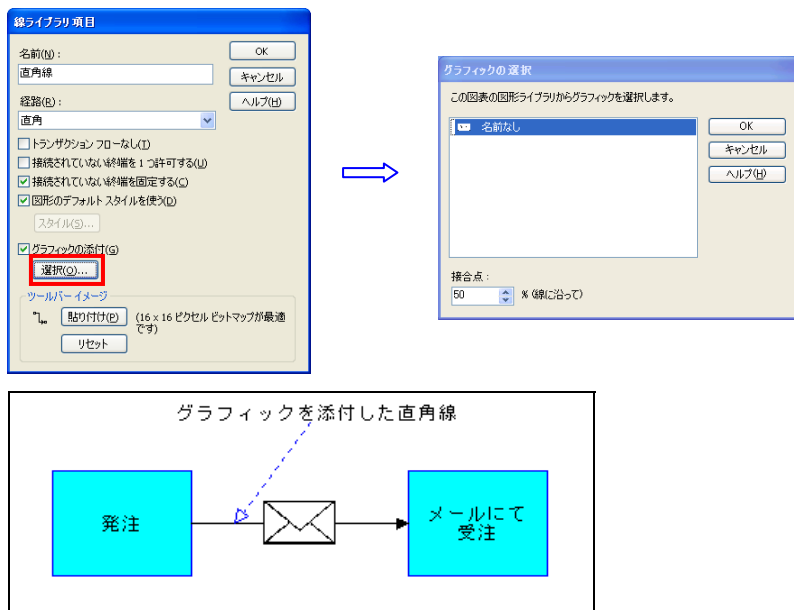 線ライブラリ項目
名前(N):
直角線
経路(R):
直角
トランザクション フローなし(T)
接続されていない終端を 1 つ許可する(U)
接続されていない終端を固定する(C)
図形のデフォルト スタイルを使う(D)
スタイル(S)...
グラフィックの添付(G)
選択(O)...
ツールバー イメージ
貼り付け(P)
(16 x 16 ピクセル ビットマップが最適
です)
リセット
OK
キャンセル
ヘルプ(H)
グラフィックの選択
この図表の図形ライブラリからグラフィックを選択します。
名前なし
OK
キャンセル
ヘルプ(H)
接合点:
50
% (線に沿って)
グラフィックを添付した直角線
発注
メールにて
受注